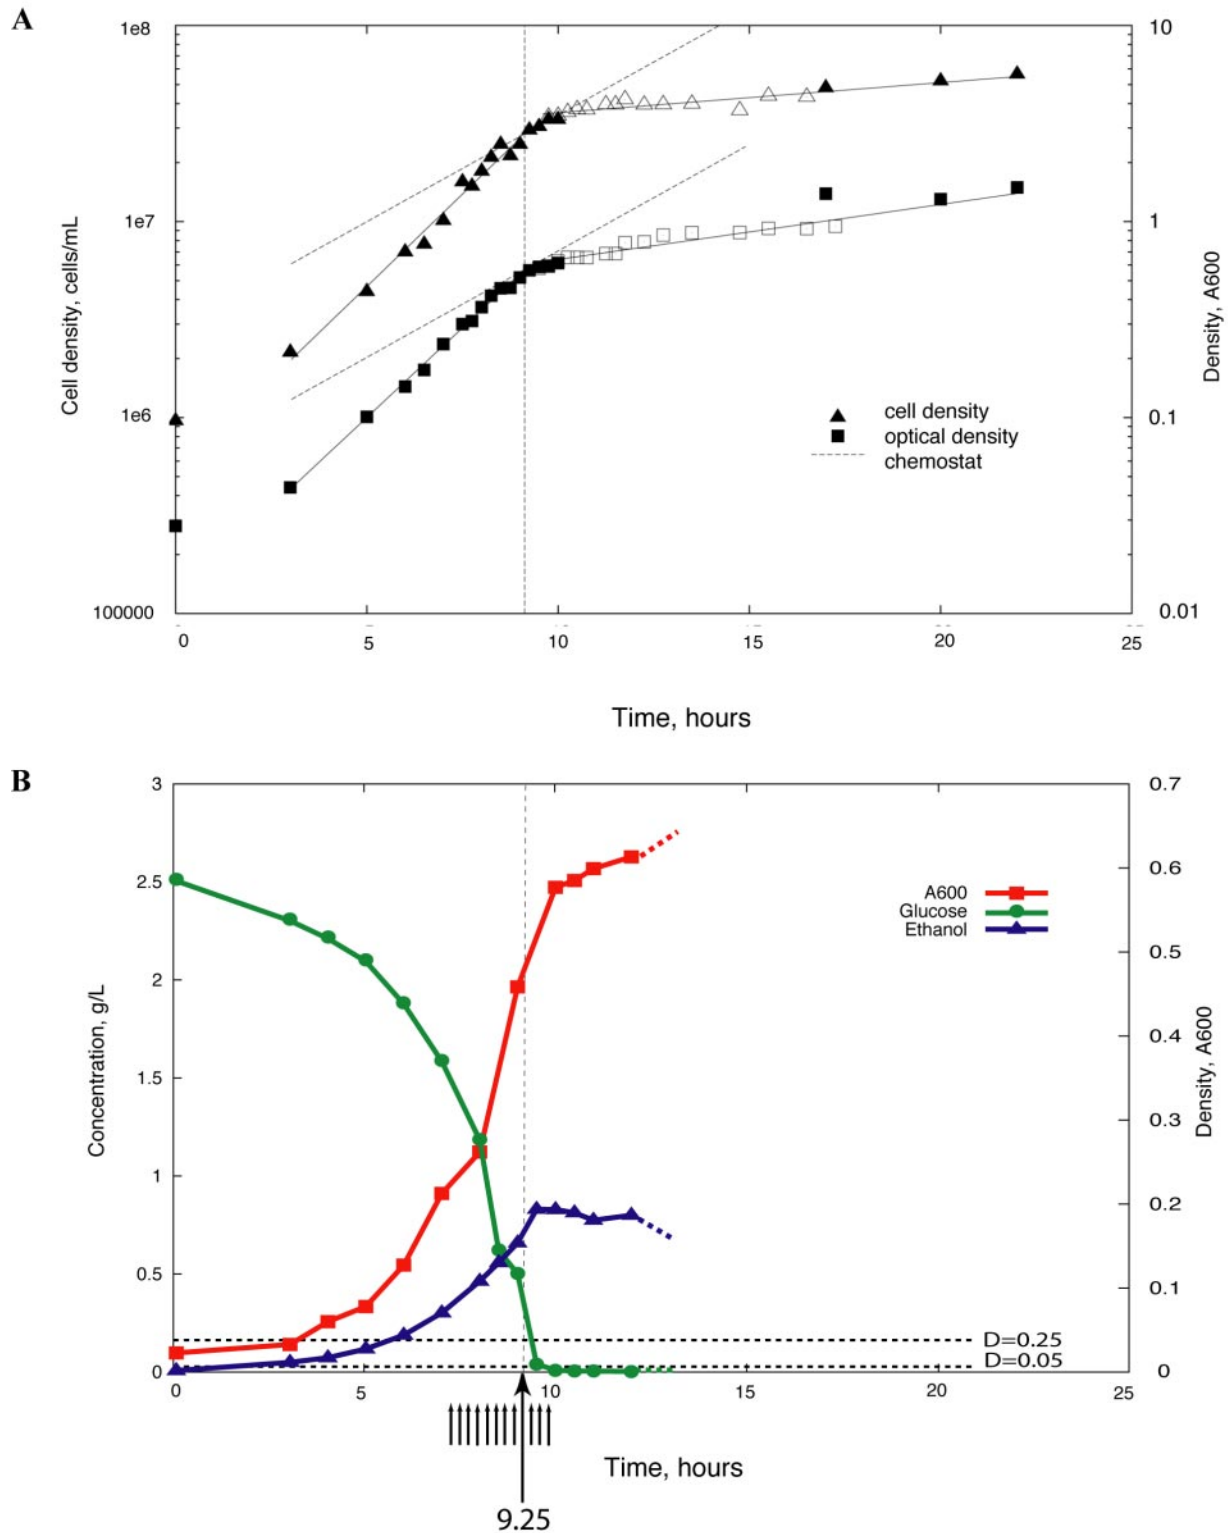 A
1e8
10
1e7
1
1e6
0.1
100000
0.01
0 5 10 15 20 25
Cell density, cells/mL
Density, A600
cell density
optical density
chemostat
Time, hours
B
3
0.7
2.5
0.6
2
0.5
0.4
1.5
0.3
1
0.2
0.5
0.1
0
0
Concentration, g/L
Density, A600
A600
Glucose
Ethanol
D=0.25
D=0.05
0 5 10 15 20 25
Time, hours
9.25